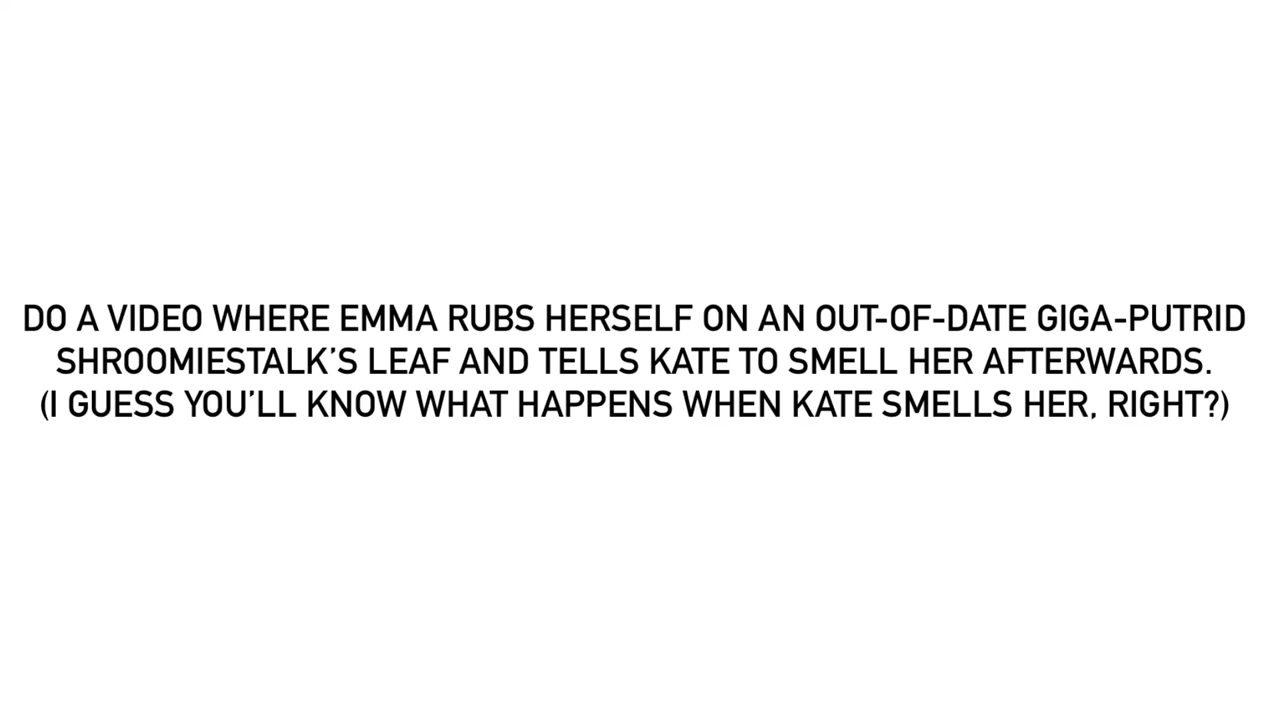 DO A VIDEO WHERE EMMA RUBS HERSELF ON AN OUT-OF-DATE GIGA-PUTRID
SHROOMIESTALK’S LEAF AND TELLS KATE TO SMELL HER AFTERWARDS.
(I GUESS YOU’LL KNOW WHAT HAPPENS WHEN KATE SMELLS HER, RIGHT?)